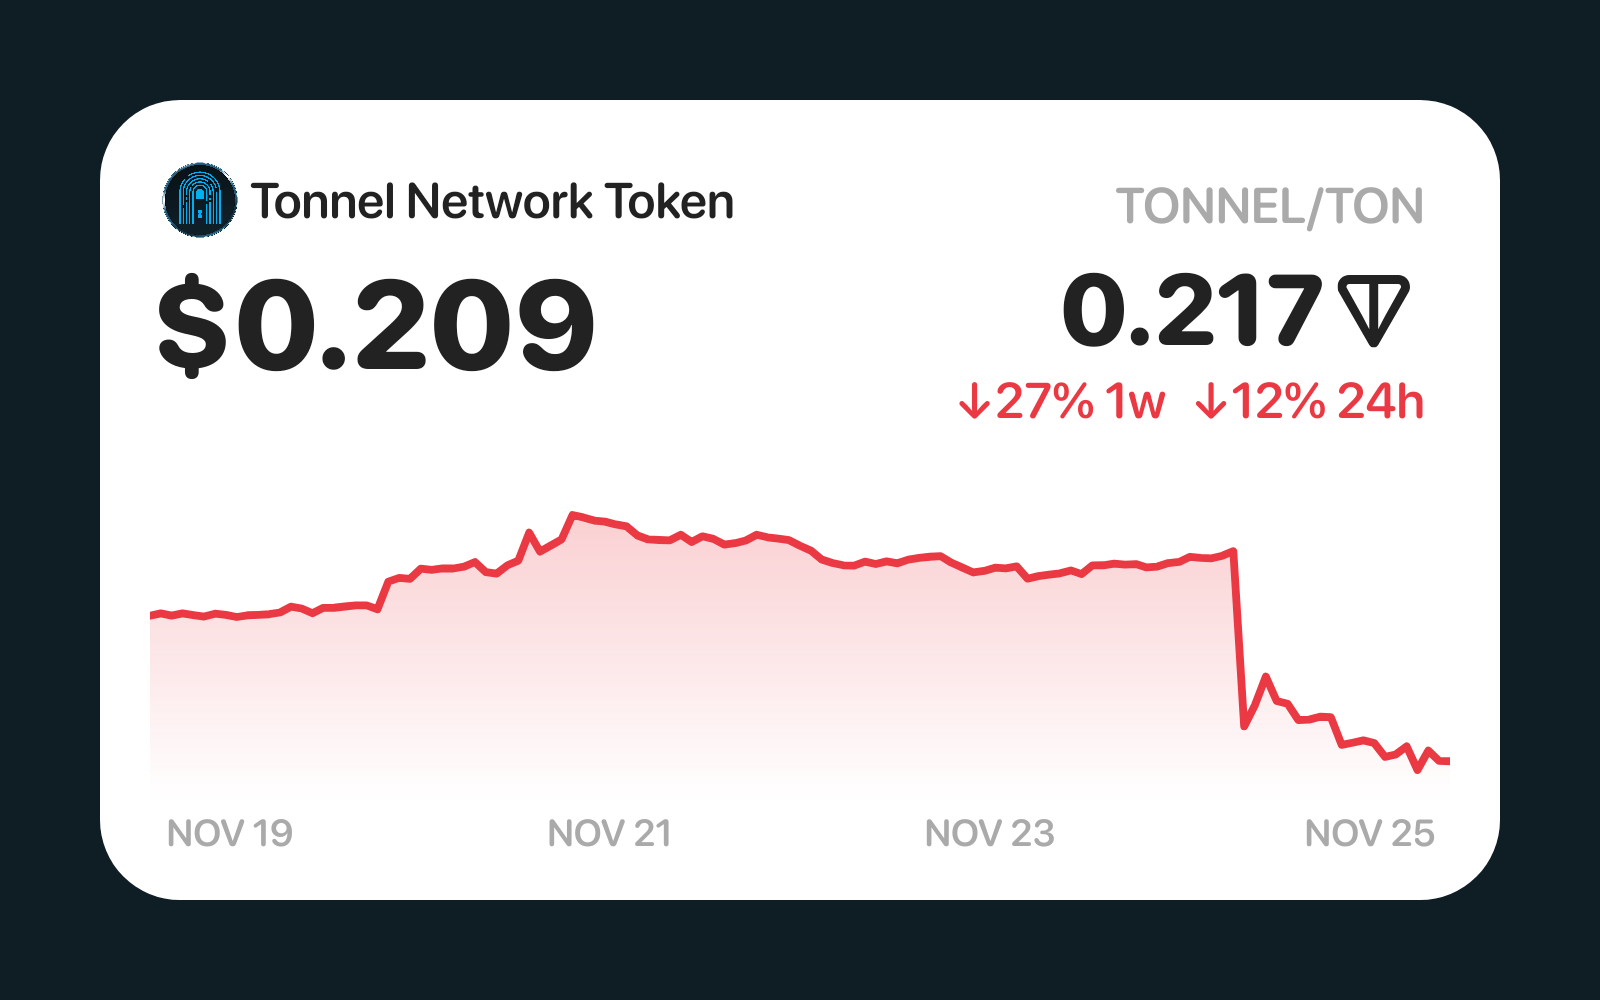 Tonnel Network Token
TONNEL/TON
$0.209
0.217
↓27% 1w ↓12% 24h
NOV 19 NOV 21 NOV 23 NOV 25